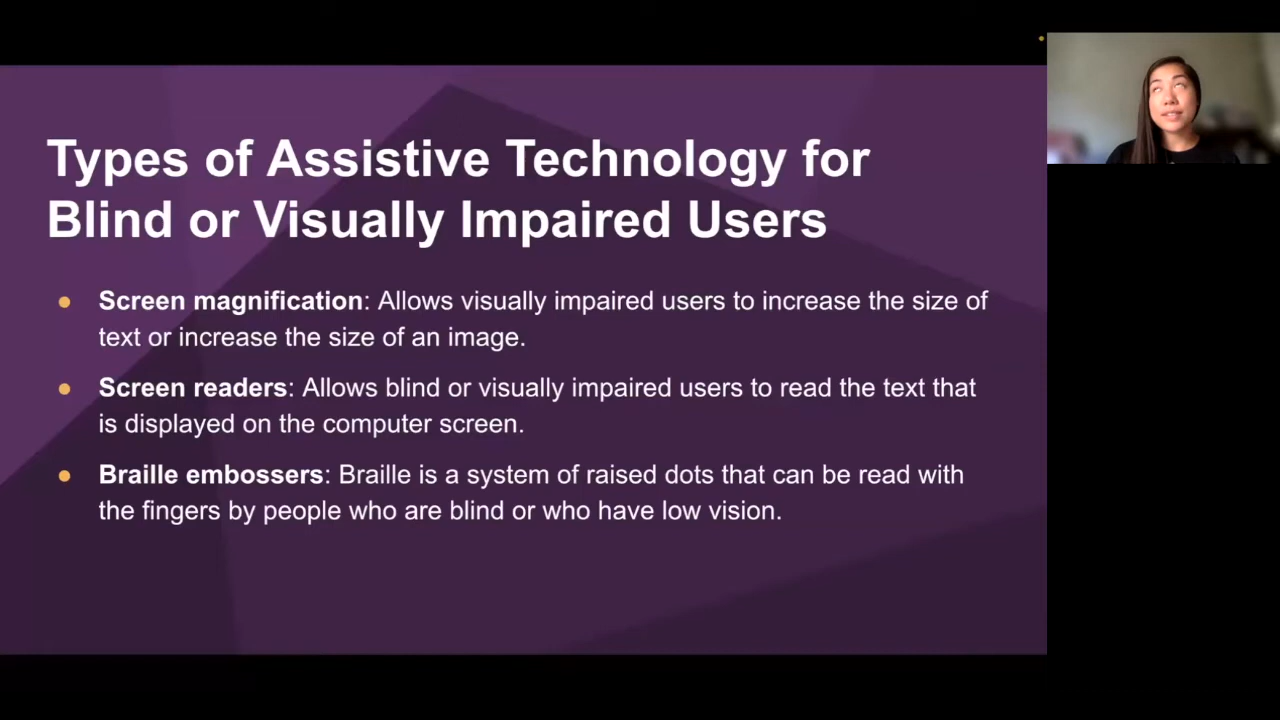 Types of Assistive Technology for
Blind or Visually Impaired Users
● Screen magnification: Allows visually impaired users to increase the size of
text or increase the size of an image.
● Screen readers: Allows blind or visually impaired users to read the text that
is displayed on the computer screen.
● Braille embossers: Braille is a system of raised dots that can be read with
the fingers by people who are blind or who have low vision.